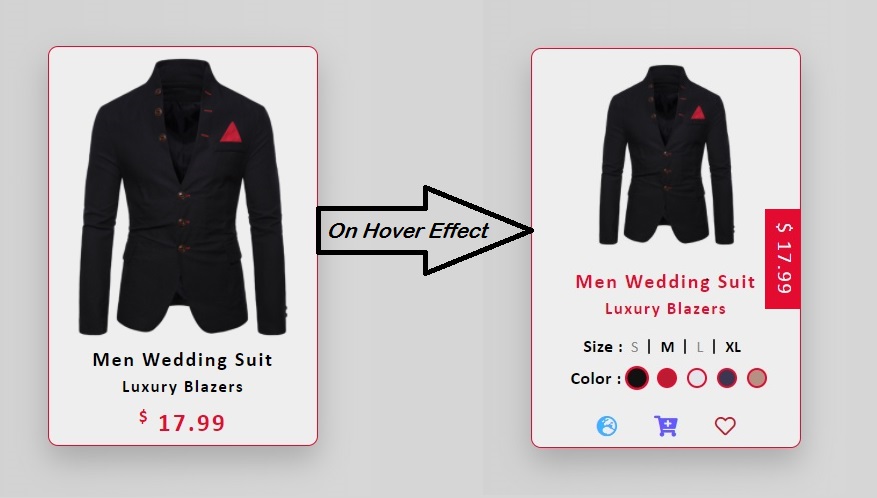 Men Wedding Suit
Luxury Blazers
$ 17.99
On Hover Effect
$ 17.99
Men Wedding Suit
Luxury Blazers
Size : S | M | L | XL
Color :